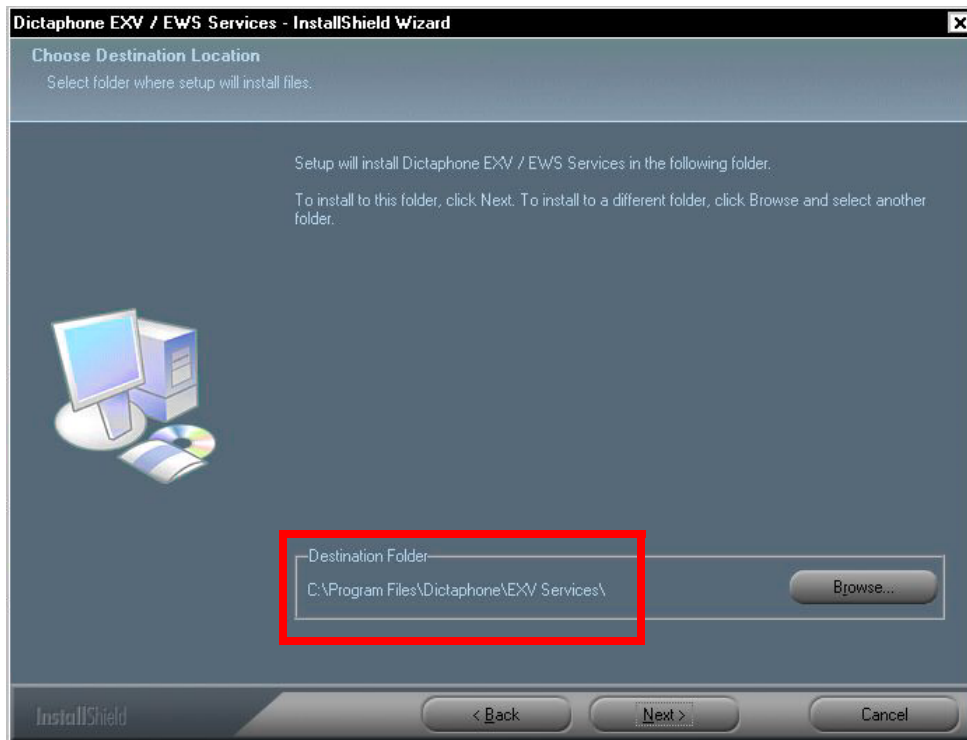 Dictaphone EXV / EWS Services - InstallShield Wizard
Choose Destination Location
Select folder where setup will install files.
Setup will install Dictaphone EXV / EWS Services in the following folder.
To install to this folder, click Next. To install to a different folder, click Browse and select another
folder.
Destination Folder
C:\Program Files\Dictaphone\EXV Services\
Browse...
InstallShield
< Back
Next >
Cancel